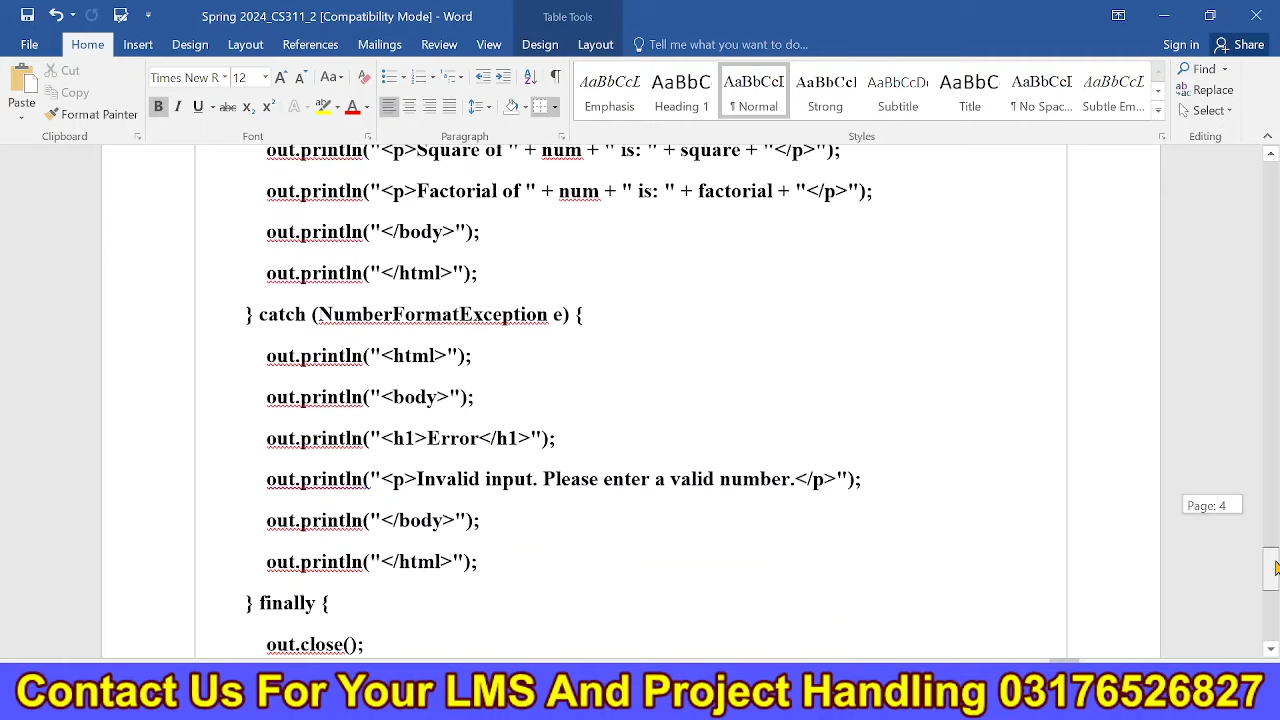 Spring 2024_CS311_2 [Compatibility Mode] - Word
Table Tools
File Home Insert Design Layout References Mailings Review View Design Layout Tell me what you want to do... Sign in Share
Paste Cut Copy Format Painter
Clipboard
Times New R 12
Font
Paragraph
AaBbCcL AaBbC AaBbCcI AaBbCcl AaBbCcDc AaBbC AaBbCcI AaBbCcL
Emphasis Heading 1 ¶ Normal Strong Subtitle Title ¶ No Spac... Subtle Em...
Styles
Find Replace Select
Editing
out.println("<p>Square of " + num + " is: " + square + "</p>");
out.println("<p>Factorial of " + num + " is: " + factorial + "</p>");
out.println("</body>");
out.println("</html>");
} catch (NumberFormatException e) {
out.println("<html>");
out.println("<body>");
out.println("<h1>Error</h1>");
out.println("<p>Invalid input. Please enter a valid number.</p>");
out.println("</body>");
out.println("</html>");
} finally {
out.close();
Page: 4
Contact Us For Your LMS And Project Handling 03176526827